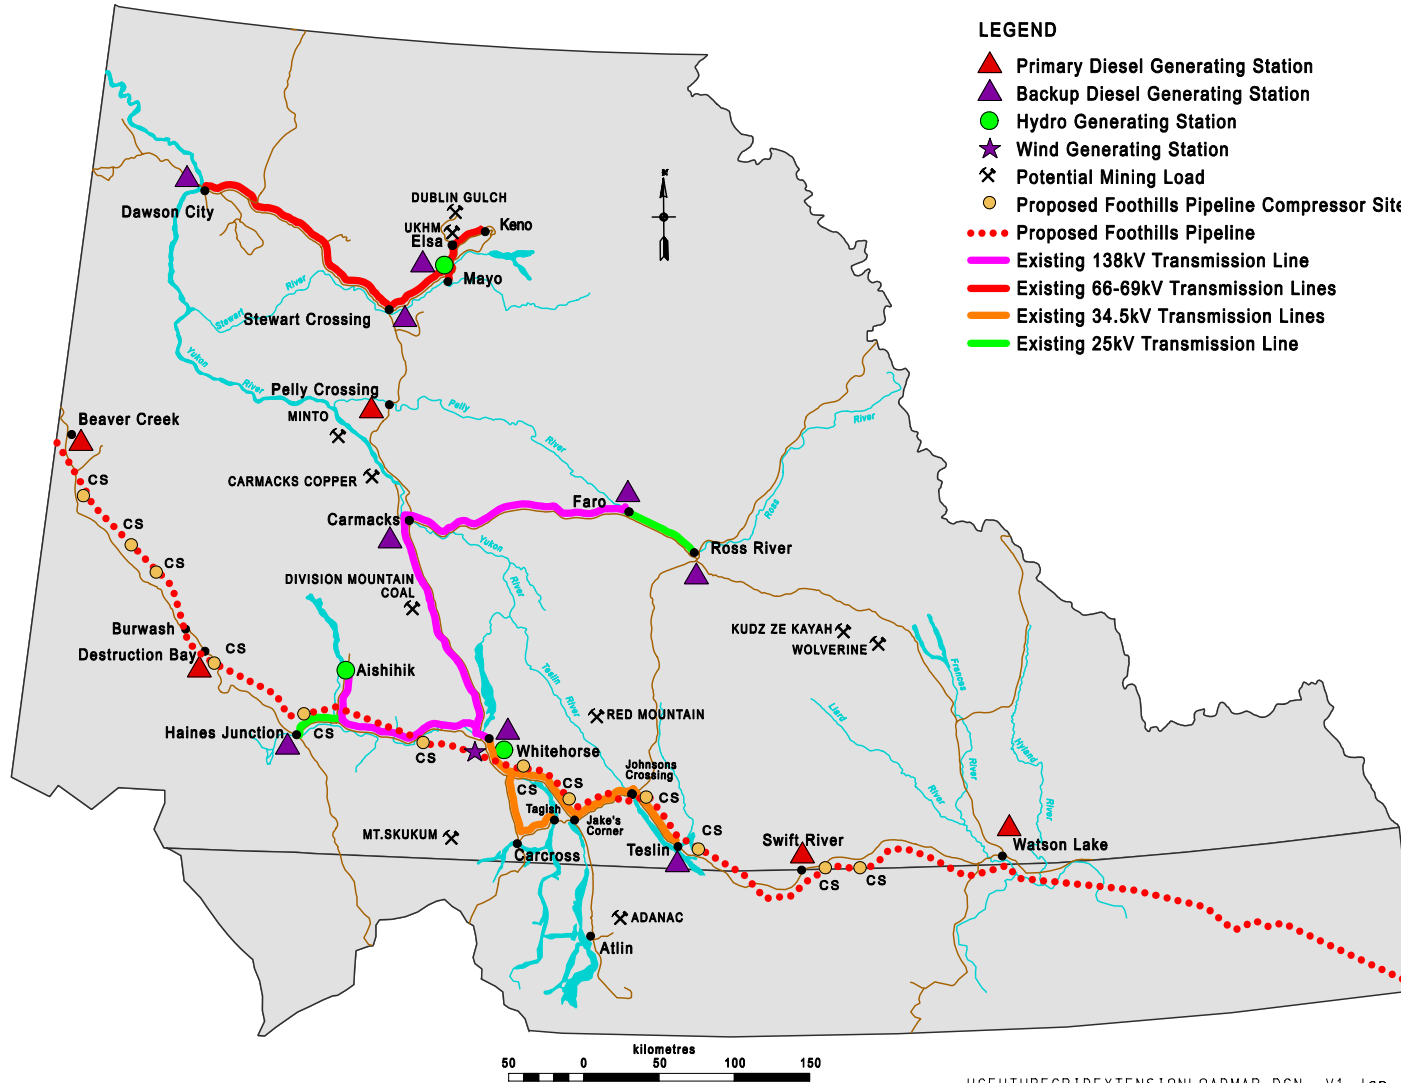 LEGEND
Primary Diesel Generating Station
Backup Diesel Generating Station
Hydro Generating Station
Wind Generating Station
Potential Mining Load
Proposed Foothills Pipeline Compressor Site
Proposed Foothills Pipeline
Existing 138kV Transmission Line
Existing 66-69kV Transmission Lines
Existing 34.5kV Transmission Lines
Existing 25kV Transmission Line
Dawson City
DUBLIN GULCH
UKHM
Elsa
Keno
Mayo
Stewart Crossing
Stewart
River
Yukon
River
Pelly Crossing
MINTO
Pelly
River
River
Ross
Beaver Creek
CS
CARMACKS COPPER
Carmacks
Faro
Ross River
CS
CS
Yukon
River
DIVISION MOUNTAIN
COAL
Burwash
Destruction Bay
CS
KUDZ ZE KAYAH
WOLVERINE
Aishihik
Teslin
River
Frances
River
Liard
River
Hyland
River
RED MOUNTAIN
Haines Junction
CS
CS
Whitehorse
CS
CS
Johnsons
Crossing
CS
Tagish
Jake's
Corner
MT.SKUKUM
Carcross
Teslin
CS
Swift River
CS
CS
Watson Lake
ADANAC
Atlin
kilometres
50 0 50 100 150